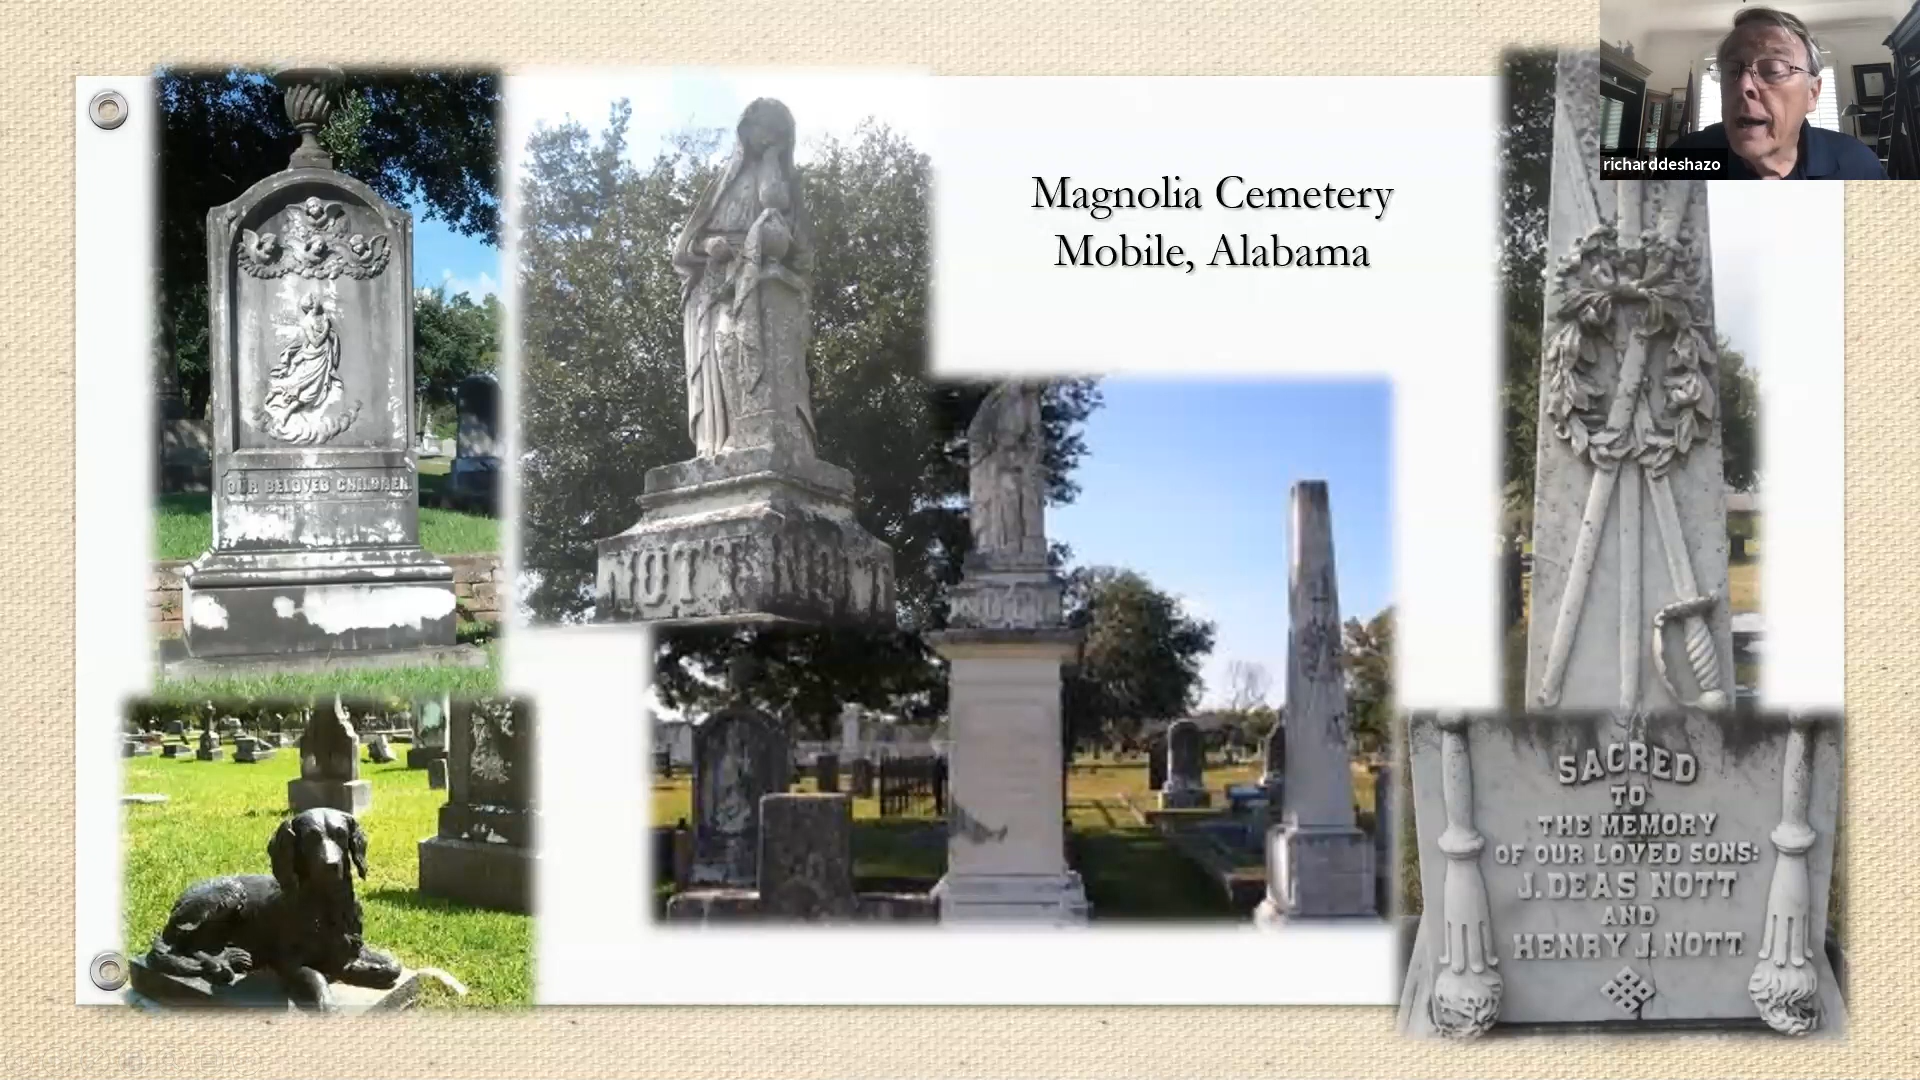 richarddeshazo
Magnolia Cemetery
Mobile, Alabama
OUR BELOVED CHILDREN
NOTT NOTT
NOTT
SACRED
TO
THE MEMORY
OF OUR LOVED SONS:
J. DEAS NOTT
AND
HENRY J. NOTT.